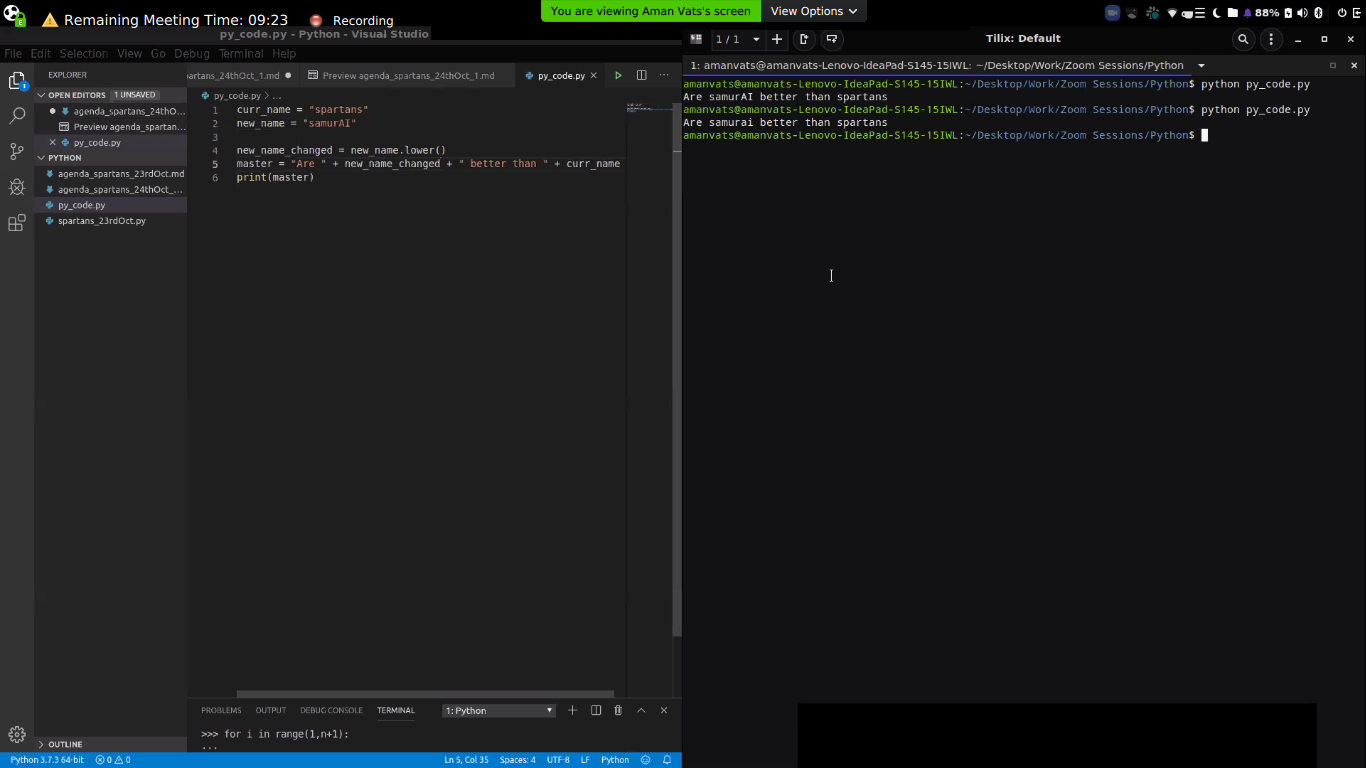 Remaining Meeting Time: 09:23
Recording
You are viewing Aman Vats's screen
View Options
88%
py_code.py - Python - Visual Studio
File Edit Selection View Go Debug Terminal Help
1 / 1
Tilix: Default
1: amanvats@amanvats-Lenovo-IdeaPad-S145-15IWL: ~/Desktop/Work/Zoom Sessions/Python
EXPLORER
OPEN EDITORS 1 UNSAVED
agenda_spartans_24thO...
Preview agenda_spartan...
py_code.py
PYTHON
agenda_spartans_23rdOct.md
agenda_spartans_24thOct_...
py_code.py
spartans_23rdOct.py
OUTLINE
artans_24thOct_1.md
Preview agenda_spartans_24thOct_1.md
py_code.py
py_code.py > ...
1 curr_name = "spartans"
2 new_name = "samurAI"
3
4 new_name_changed = new_name.lower()
5 master = "Are " + new_name_changed + " better than " + curr_name
6 print(master)
PROBLEMS OUTPUT DEBUG CONSOLE TERMINAL
1: Python
>>> for i in range(1,n+1):
...
amanvats@amanvats-Lenovo-IdeaPad-S145-15IWL:~/Desktop/Work/Zoom Sessions/Python$ python py_code.py
Are samurAI better than spartans
amanvats@amanvats-Lenovo-IdeaPad-S145-15IWL:~/Desktop/Work/Zoom Sessions/Python$ python py_code.py
Are samurai better than spartans
amanvats@amanvats-Lenovo-IdeaPad-S145-15IWL:~/Desktop/Work/Zoom Sessions/Python$
Python 3.7.3 64-bit
0 0
Ln 5, Col 35
Spaces: 4
UTF-8
LF
Python